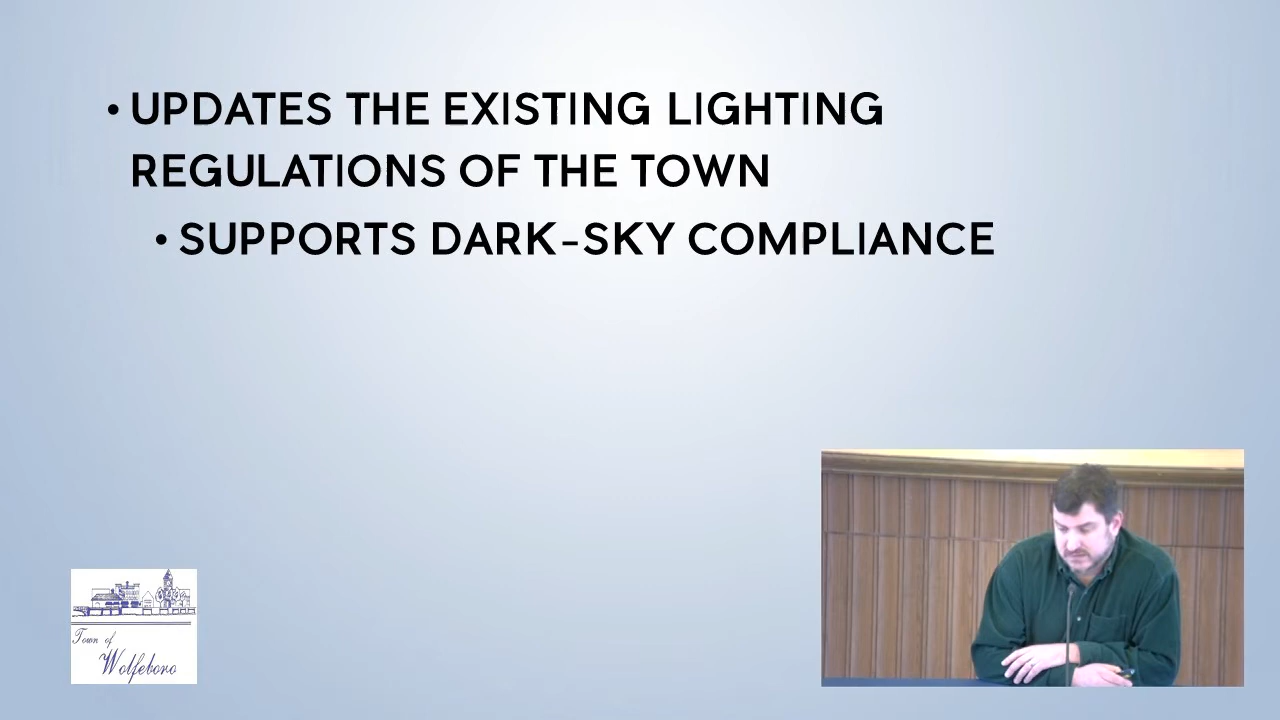 • UPDATES THE EXISTING LIGHTING
REGULATIONS OF THE TOWN
• SUPPORTS DARK-SKY COMPLIANCE
Town of
Wolfeboro